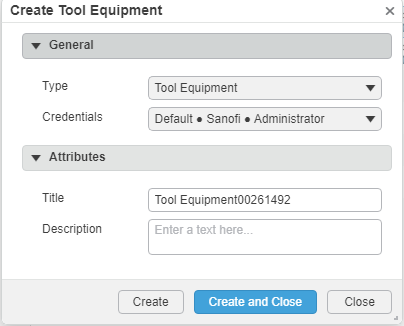 Create Tool Equipment ×
General
Type Tool Equipment
Credentials Default ● Sanofi ● Administrator
Attributes
Title Tool Equipment00261492
Description Enter a text here...
Create Create and Close Close